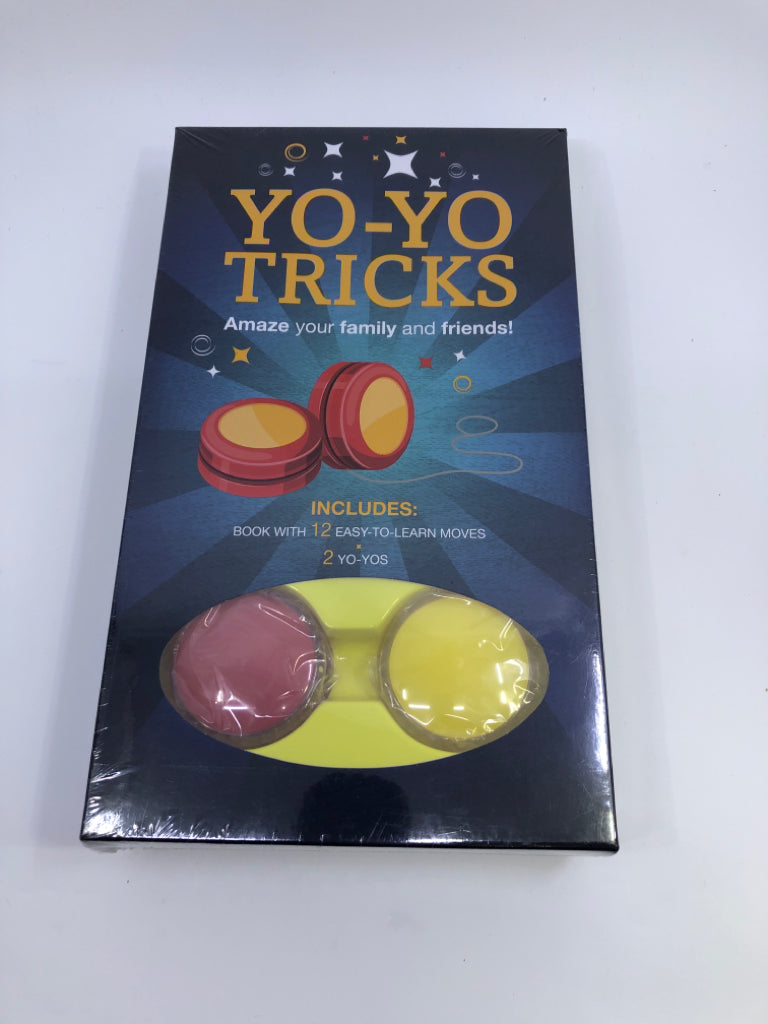 YO-YO
TRICKS
Amaze your family and friends!
INCLUDES:
BOOK WITH 12 EASY-TO-LEARN MOVES
2 YO-YOS